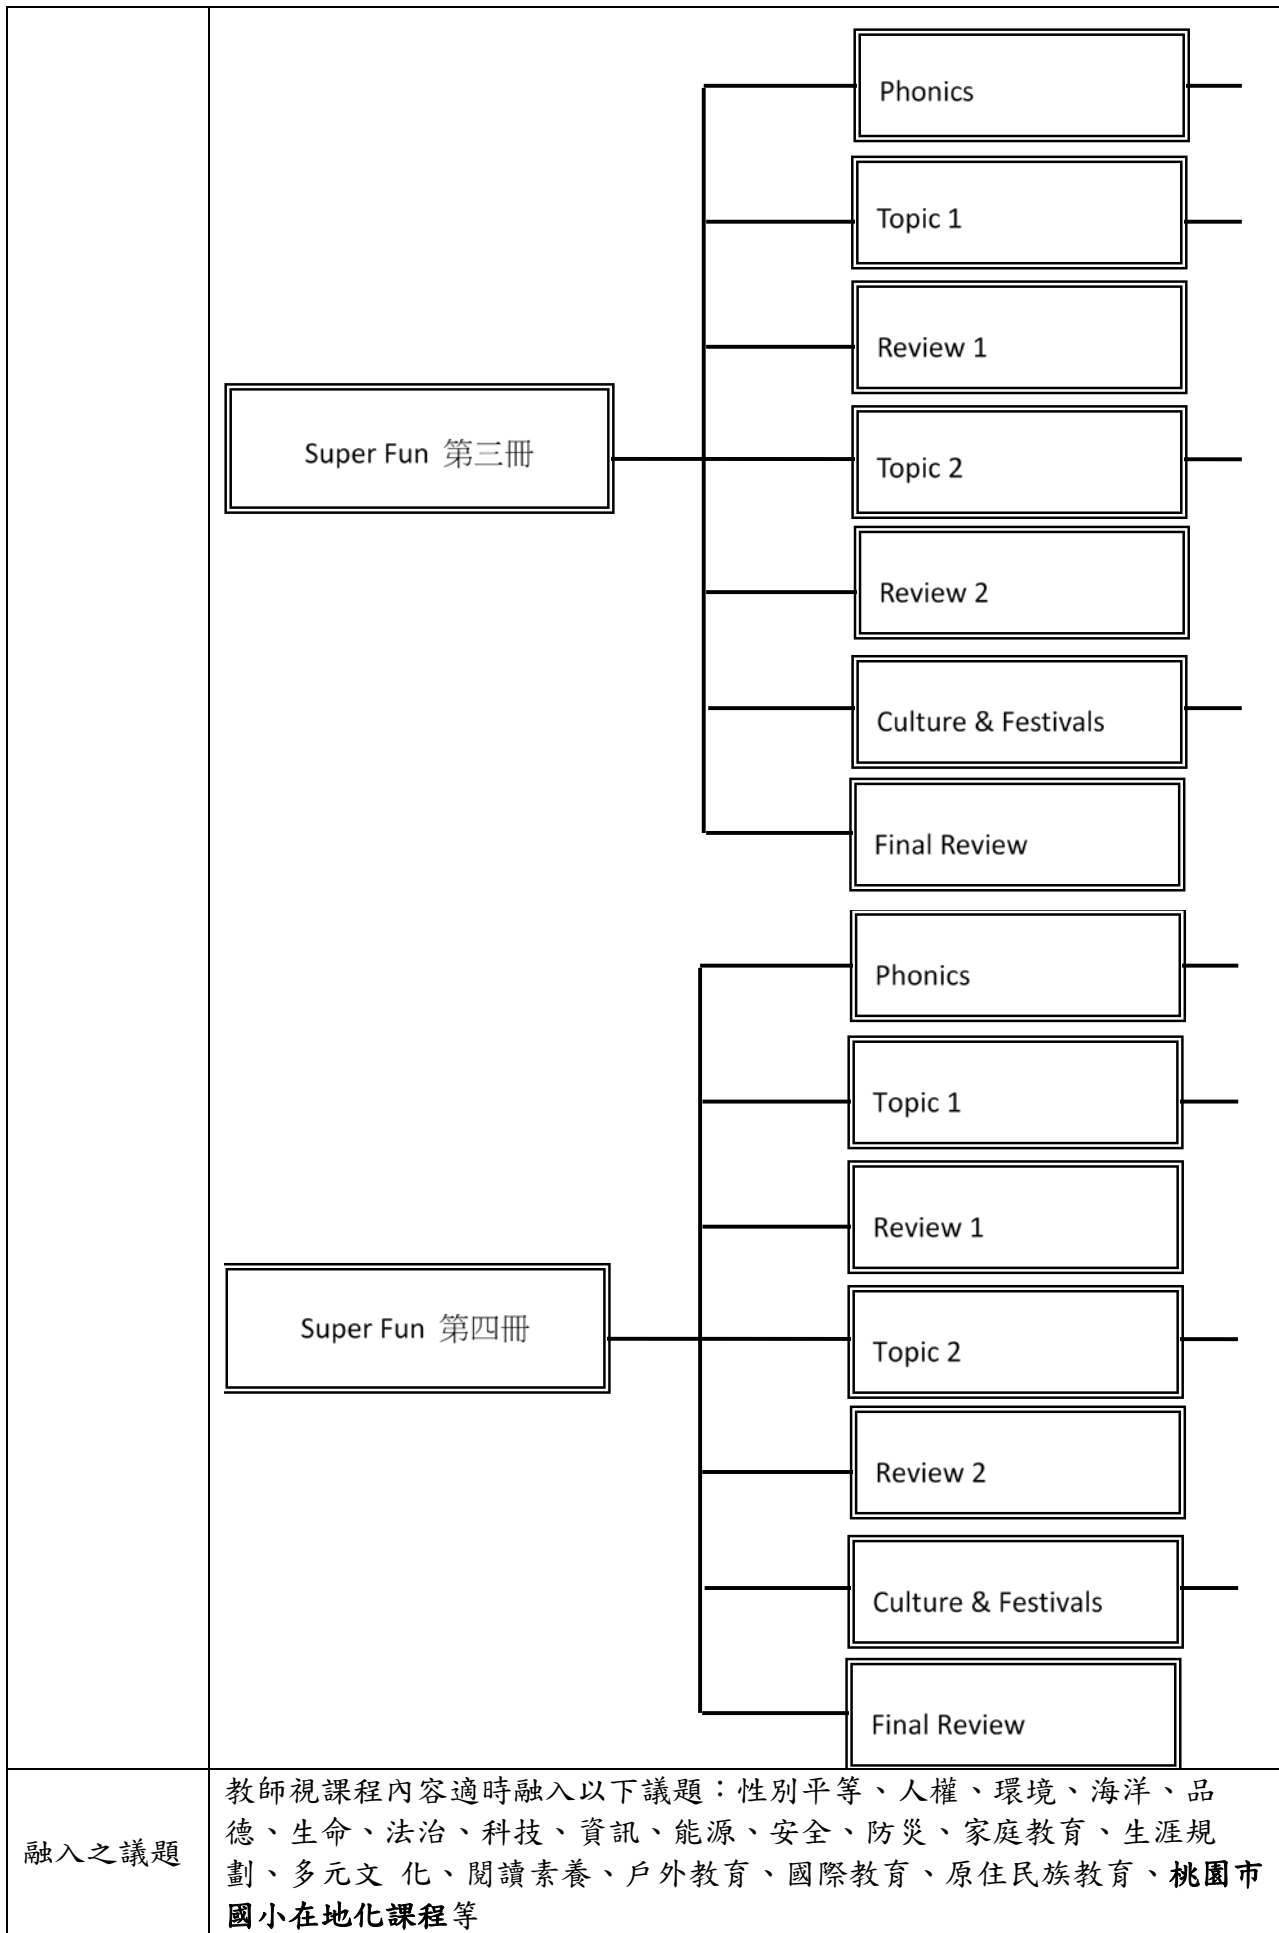 Phonics
Topic 1
Review 1
Super Fun 第三冊
Topic 2
Review 2
Culture & Festivals
Final Review
Phonics
Topic 1
Review 1
Super Fun 第四冊
Topic 2
Review 2
Culture & Festivals
Final Review
融入之議題
教師視課程內容適時融入以下議題：性別平等、人權、環境、海洋、品
德、生命、法治、科技、資訊、能源、安全、防災、家庭教育、生涯規
劃、多元文 化、閱讀素養、戶外教育、國際教育、原住民族教育、桃園市
國小在地化課程等